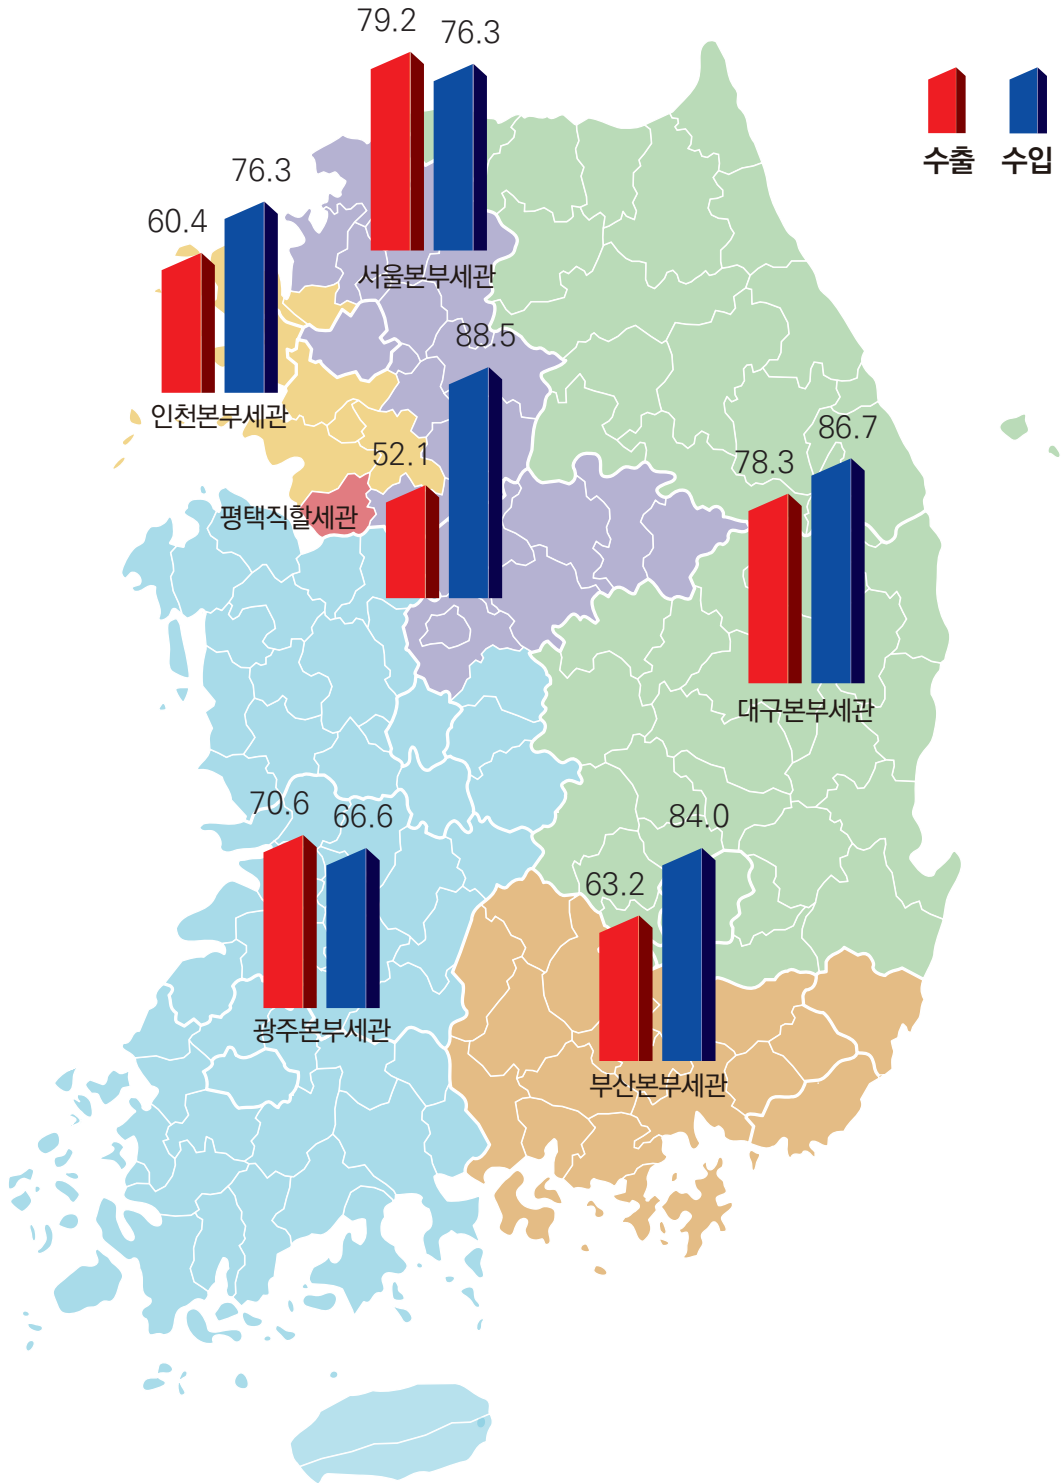 79.2
76.3
수출
수입
서울본부세관
60.4
76.3
인천본부세관
52.1
88.5
평택직할세관
78.3
86.7
대구본부세관
70.6
66.6
광주본부세관
63.2
84.0
부산본부세관